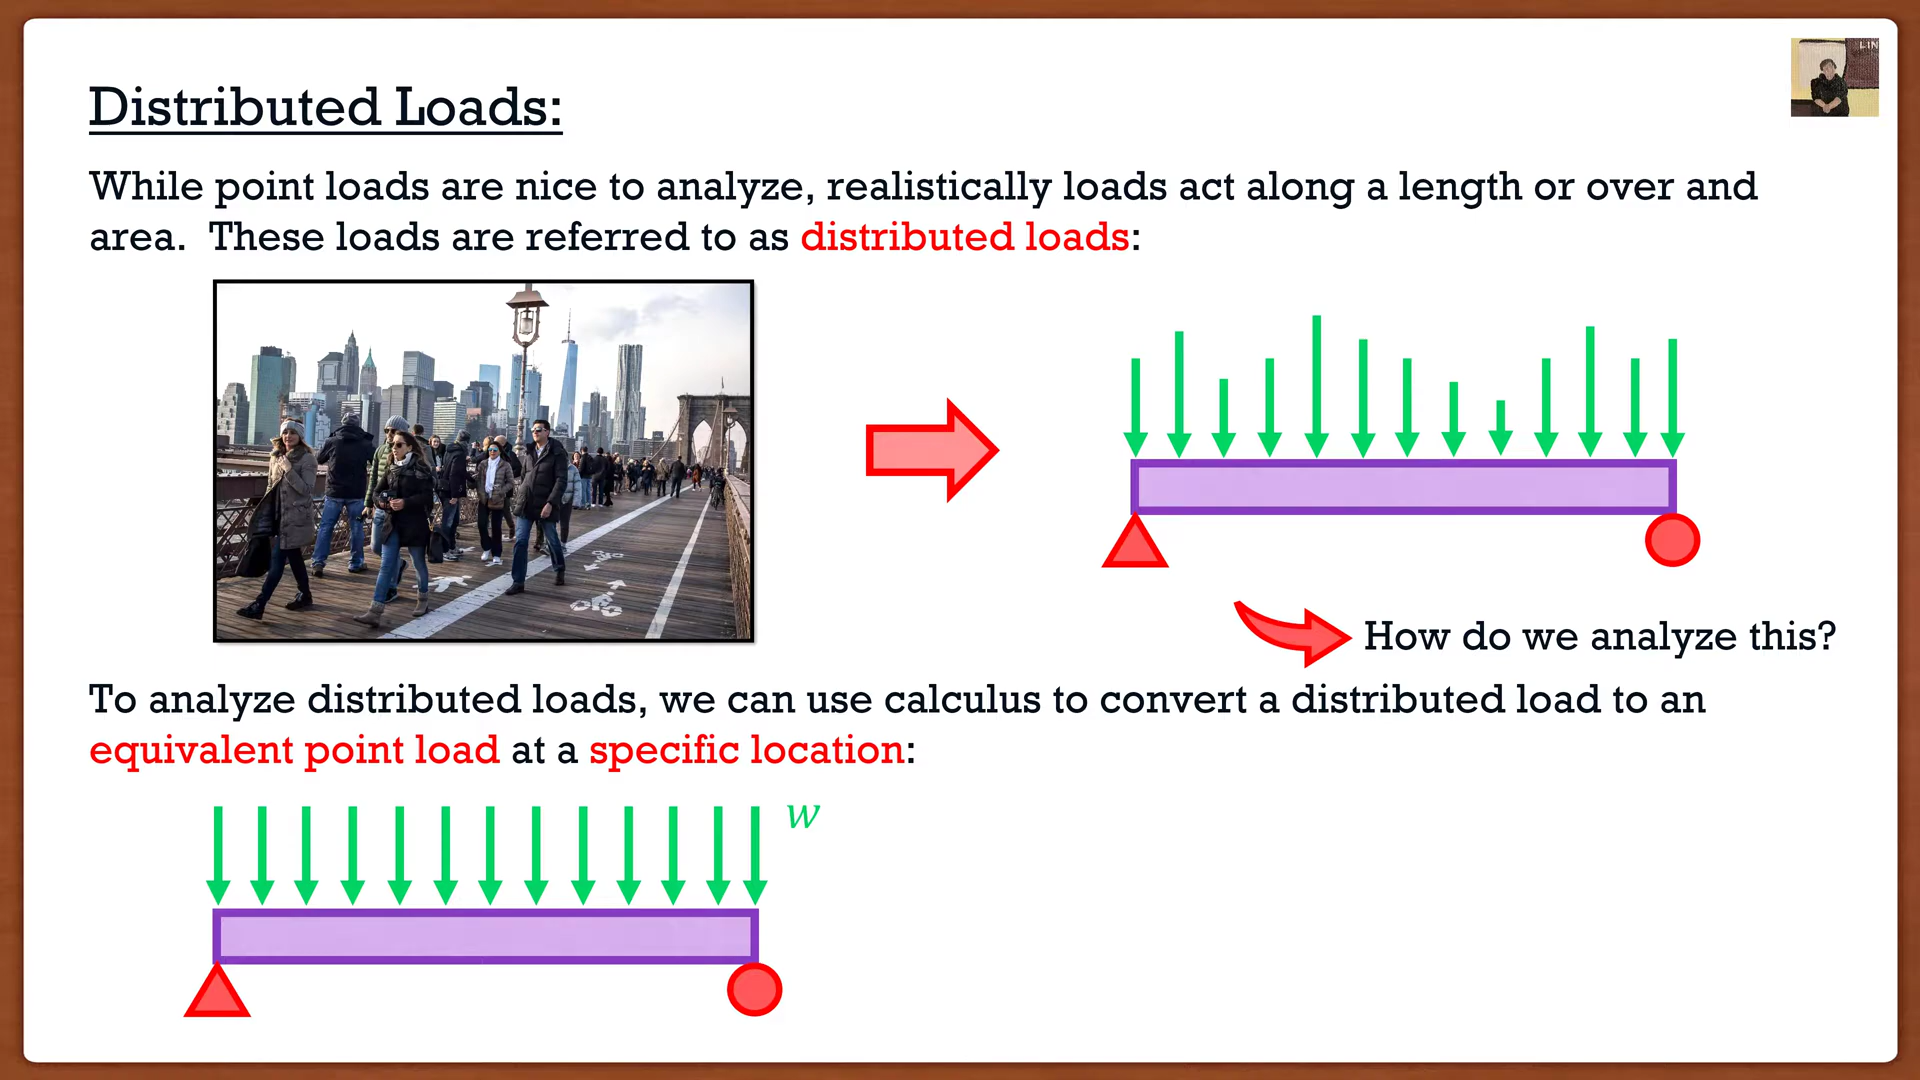 Distributed Loads:
LIN
While point loads are nice to analyze, realistically loads act along a length or over and
area. These loads are referred to as distributed loads:
How do we analyze this?
To analyze distributed loads, we can use calculus to convert a distributed load to an
equivalent point load at a specific location:
w